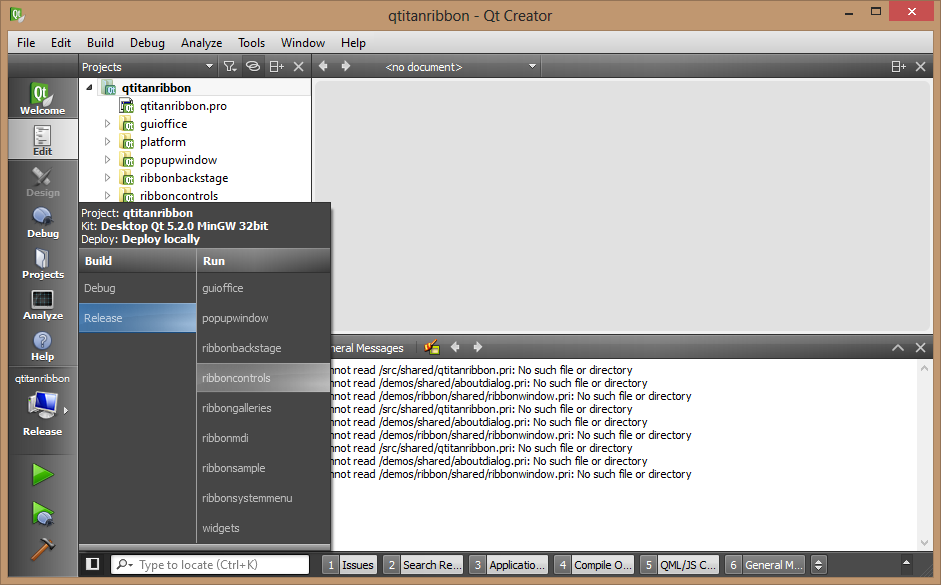 qtitanribbon - Qt Creator
File Edit Build Debug Analyze Tools Window Help
Projects
<no document>
Welcome
Edit
Design
Debug
Projects
Analyze
Help
qtitanribbon
Release
qtitanribbon
qtitanribbon.pro
guioffice
platform
popupwindow
ribbonbackstage
ribboncontrols
Project: qtitanribbon
Kit: Desktop Qt 5.2.0 MinGW 32bit
Deploy: Deploy locally
Build
Debug
Release
Run
guioffice
popupwindow
ribbonbackstage
ribboncontrols
ribbongalleries
ribbonmdi
ribbonsample
ribbonsystemmenu
widgets
neral Messages
nnot read /src/shared/qtitanribbon.pri: No such file or directory
nnot read /demos/shared/aboutdialog.pri: No such file or directory
nnot read /demos/ribbon/shared/ribbonwindow.pri: No such file or directory
nnot read /src/shared/qtitanribbon.pri: No such file or directory
nnot read /demos/shared/aboutdialog.pri: No such file or directory
nnot read /demos/ribbon/shared/ribbonwindow.pri: No such file or directory
nnot read /src/shared/qtitanribbon.pri: No such file or directory
nnot read /demos/shared/aboutdialog.pri: No such file or directory
nnot read /demos/ribbon/shared/ribbonwindow.pri: No such file or directory
Type to locate (Ctrl+K)
1 Issues
2 Search Re...
3 Applicatio...
4 Compile O...
5 QML/JS C...
6 General M...